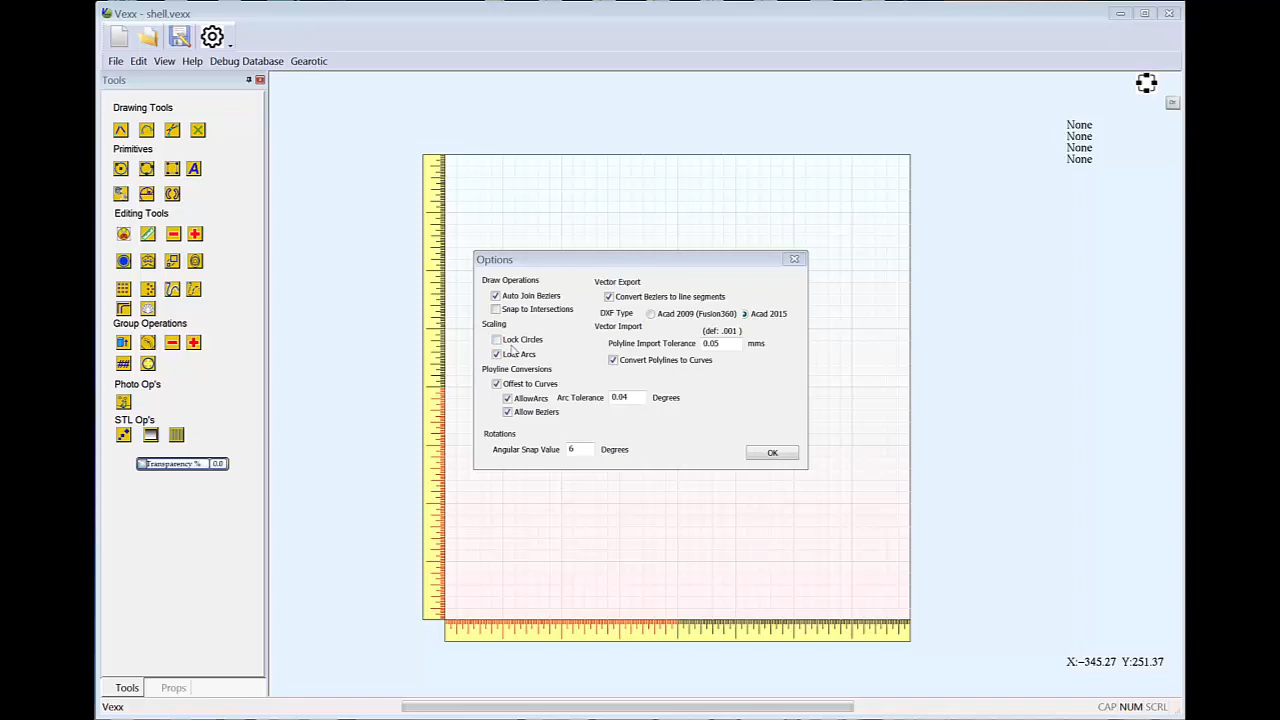 Vexx - shell.vexx
File Edit View Help Debug Database Gearotic
Tools
Drawing Tools
Primitives
A
Editing Tools
Group Operations
Photo Op's
STL Op's
Transparency % 0.0
None
None
None
None
Options
Draw Operations
Auto Join Beziers
Snap to Intersections
Scaling
Lock Circles
Lock Arcs
Plyline Conversions
Offest to Curves
AllowArcs Arc Tolerance 0.04 Degrees
Allow Beziers
Rotations
Angular Snap Value 6 Degrees
Vector Export
Convert Beziers to line segments
DXF Type Acad 2009 (Fusion360) Acad 2015
Vector Import (def: .001 )
Polyline Import Tolerance 0.05 mms
Convert Polylines to Curves
OK
X:-345.27 Y:251.37
Tools Props
Vexx CAP NUM SCRL